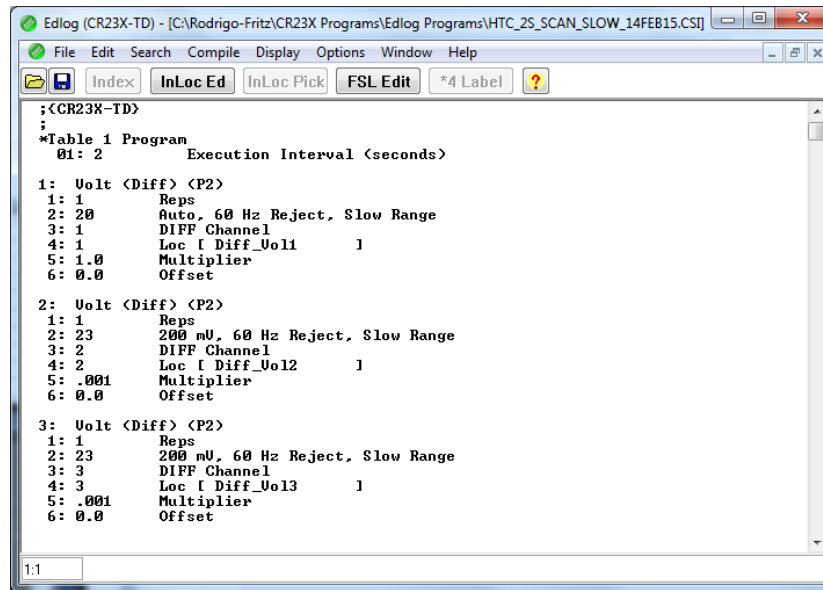 Edlog (CR23X-TD) - [C:\Rodrigo-Fritz\CR23X Programs\Edlog Programs\HTC_2S_SCAN_SLOW_14FEB15.CSI]
File Edit Search Compile Display Options Window Help
Index InLoc Ed InLoc Pick FSL Edit *4 Label ?
;{CR23X-TD}
;
*Table 1 Program
01: 2 Execution Interval (seconds)
1: Volt (Diff) (P2)
1: 1 Reps
2: 20 Auto, 60 Hz Reject, Slow Range
3: 1 DIFF Channel
4: 1 Loc [ Diff_Vol1 ]
5: 1.0 Multiplier
6: 0.0 Offset
2: Volt (Diff) (P2)
1: 1 Reps
2: 23 200 mV, 60 Hz Reject, Slow Range
3: 2 DIFF Channel
4: 2 Loc [ Diff_Vol2 ]
5: .001 Multiplier
6: 0.0 Offset
3: Volt (Diff) (P2)
1: 1 Reps
2: 23 200 mV, 60 Hz Reject, Slow Range
3: 3 DIFF Channel
4: 3 Loc [ Diff_Vol3 ]
5: .001 Multiplier
6: 0.0 Offset
1:1